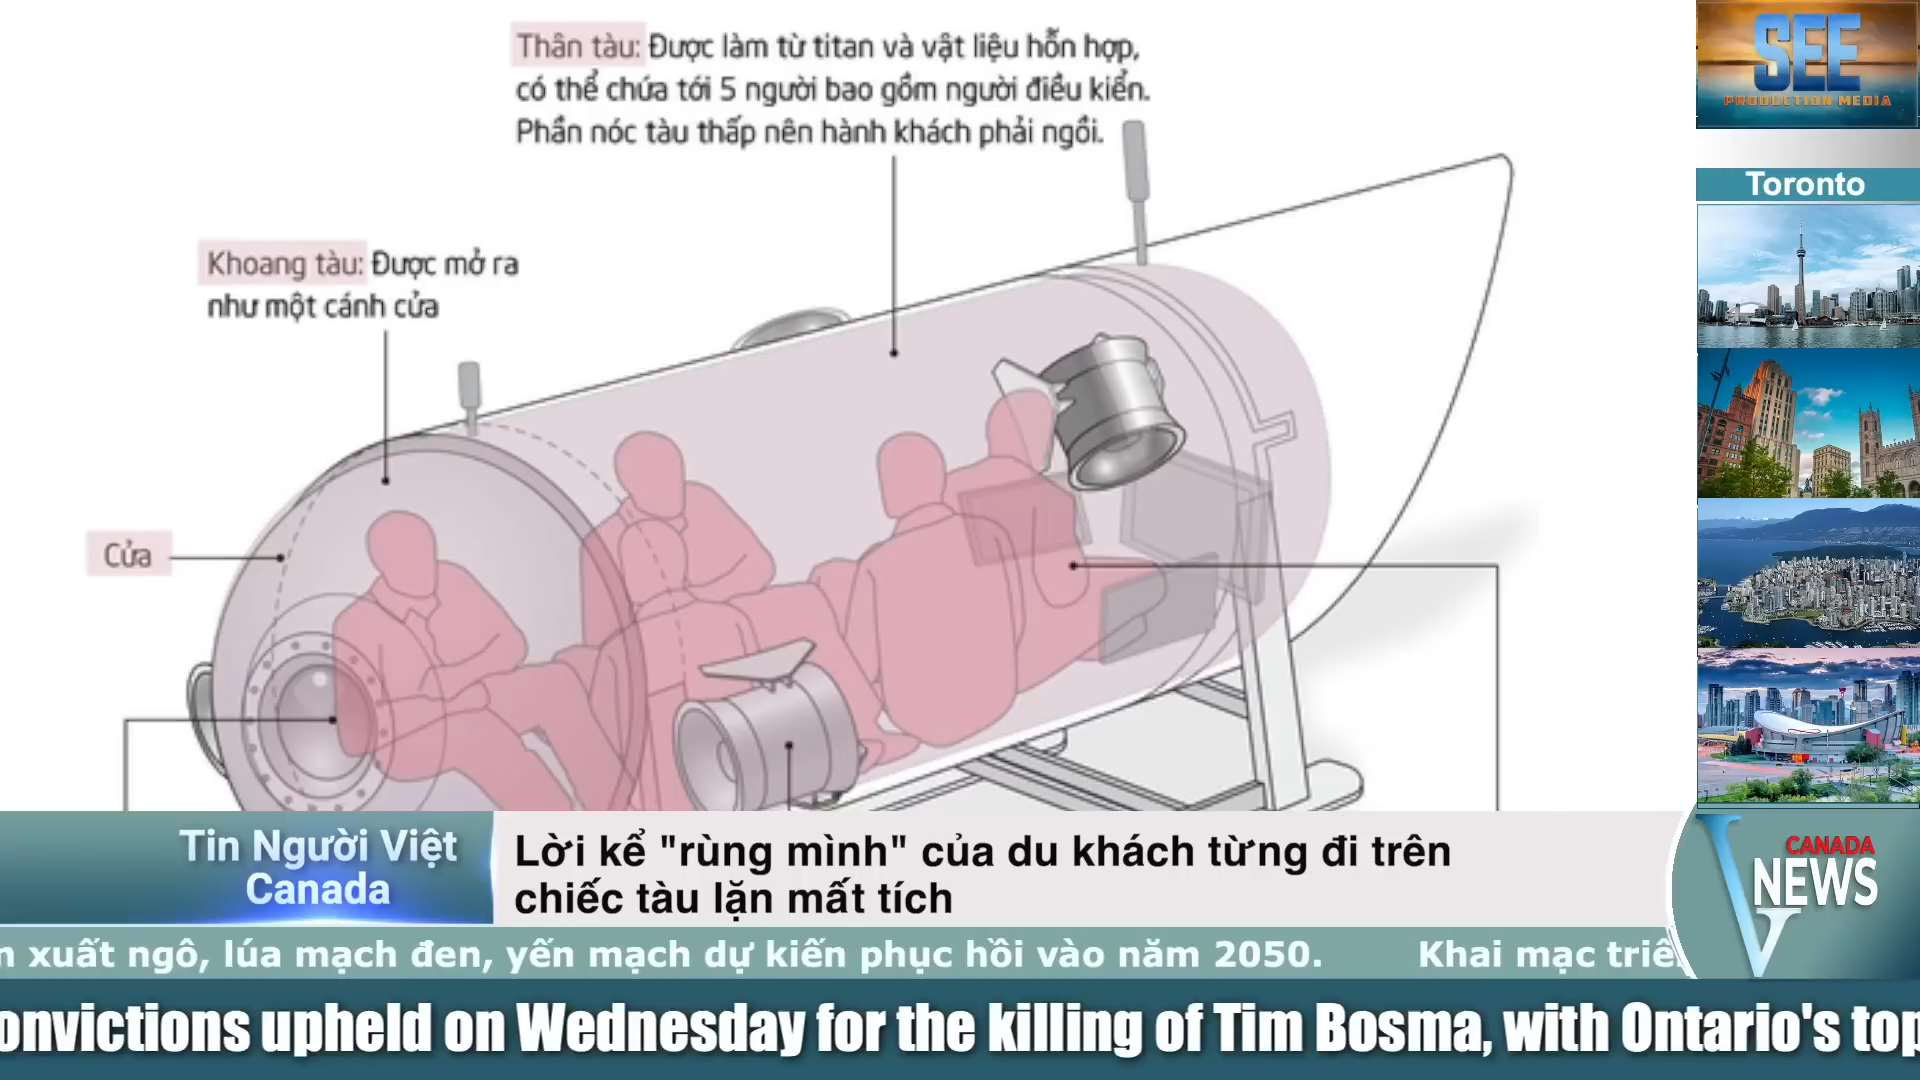 Thân tàu: Được làm từ titan và vật liệu hỗn hợp,
có thể chứa tới 5 người bao gồm người điều kiển.
Phần nóc tàu thấp nên hành khách phải ngồi.
Khoang tàu: Được mở ra
như một cánh cửa
Cửa
SEE
PRODUCTION MEDIA
Toronto
Tin Người Việt
Canada
Lời kể "rùng mình" của du khách từng đi trên
chiếc tàu lặn mất tích
CANADA
V NEWS
xuất ngô, lúa mạch đen, yến mạch dự kiến phục hồi vào năm 2050. Khai mạc
upheld on Wednesday for the killing of Tim Bosma, with Ontario's top